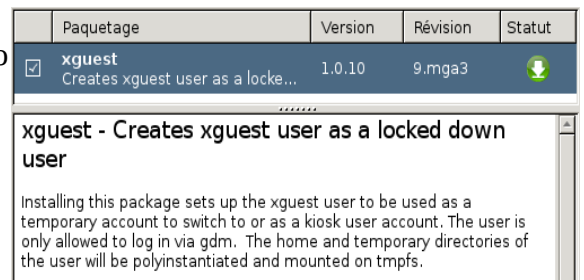 Paquetage Version Révision Statut
xguest
Creates xguest user as a locke... 1.0.10 9.mga3
xguest - Creates xguest user as a locked down
user
Installing this package sets up the xguest user to be used as a
temporary account to switch to or as a kiosk user account. The user is
only allowed to log in via gdm. The home and temporary directories of
the user will be polyinstantiated and mounted on tmpfs.